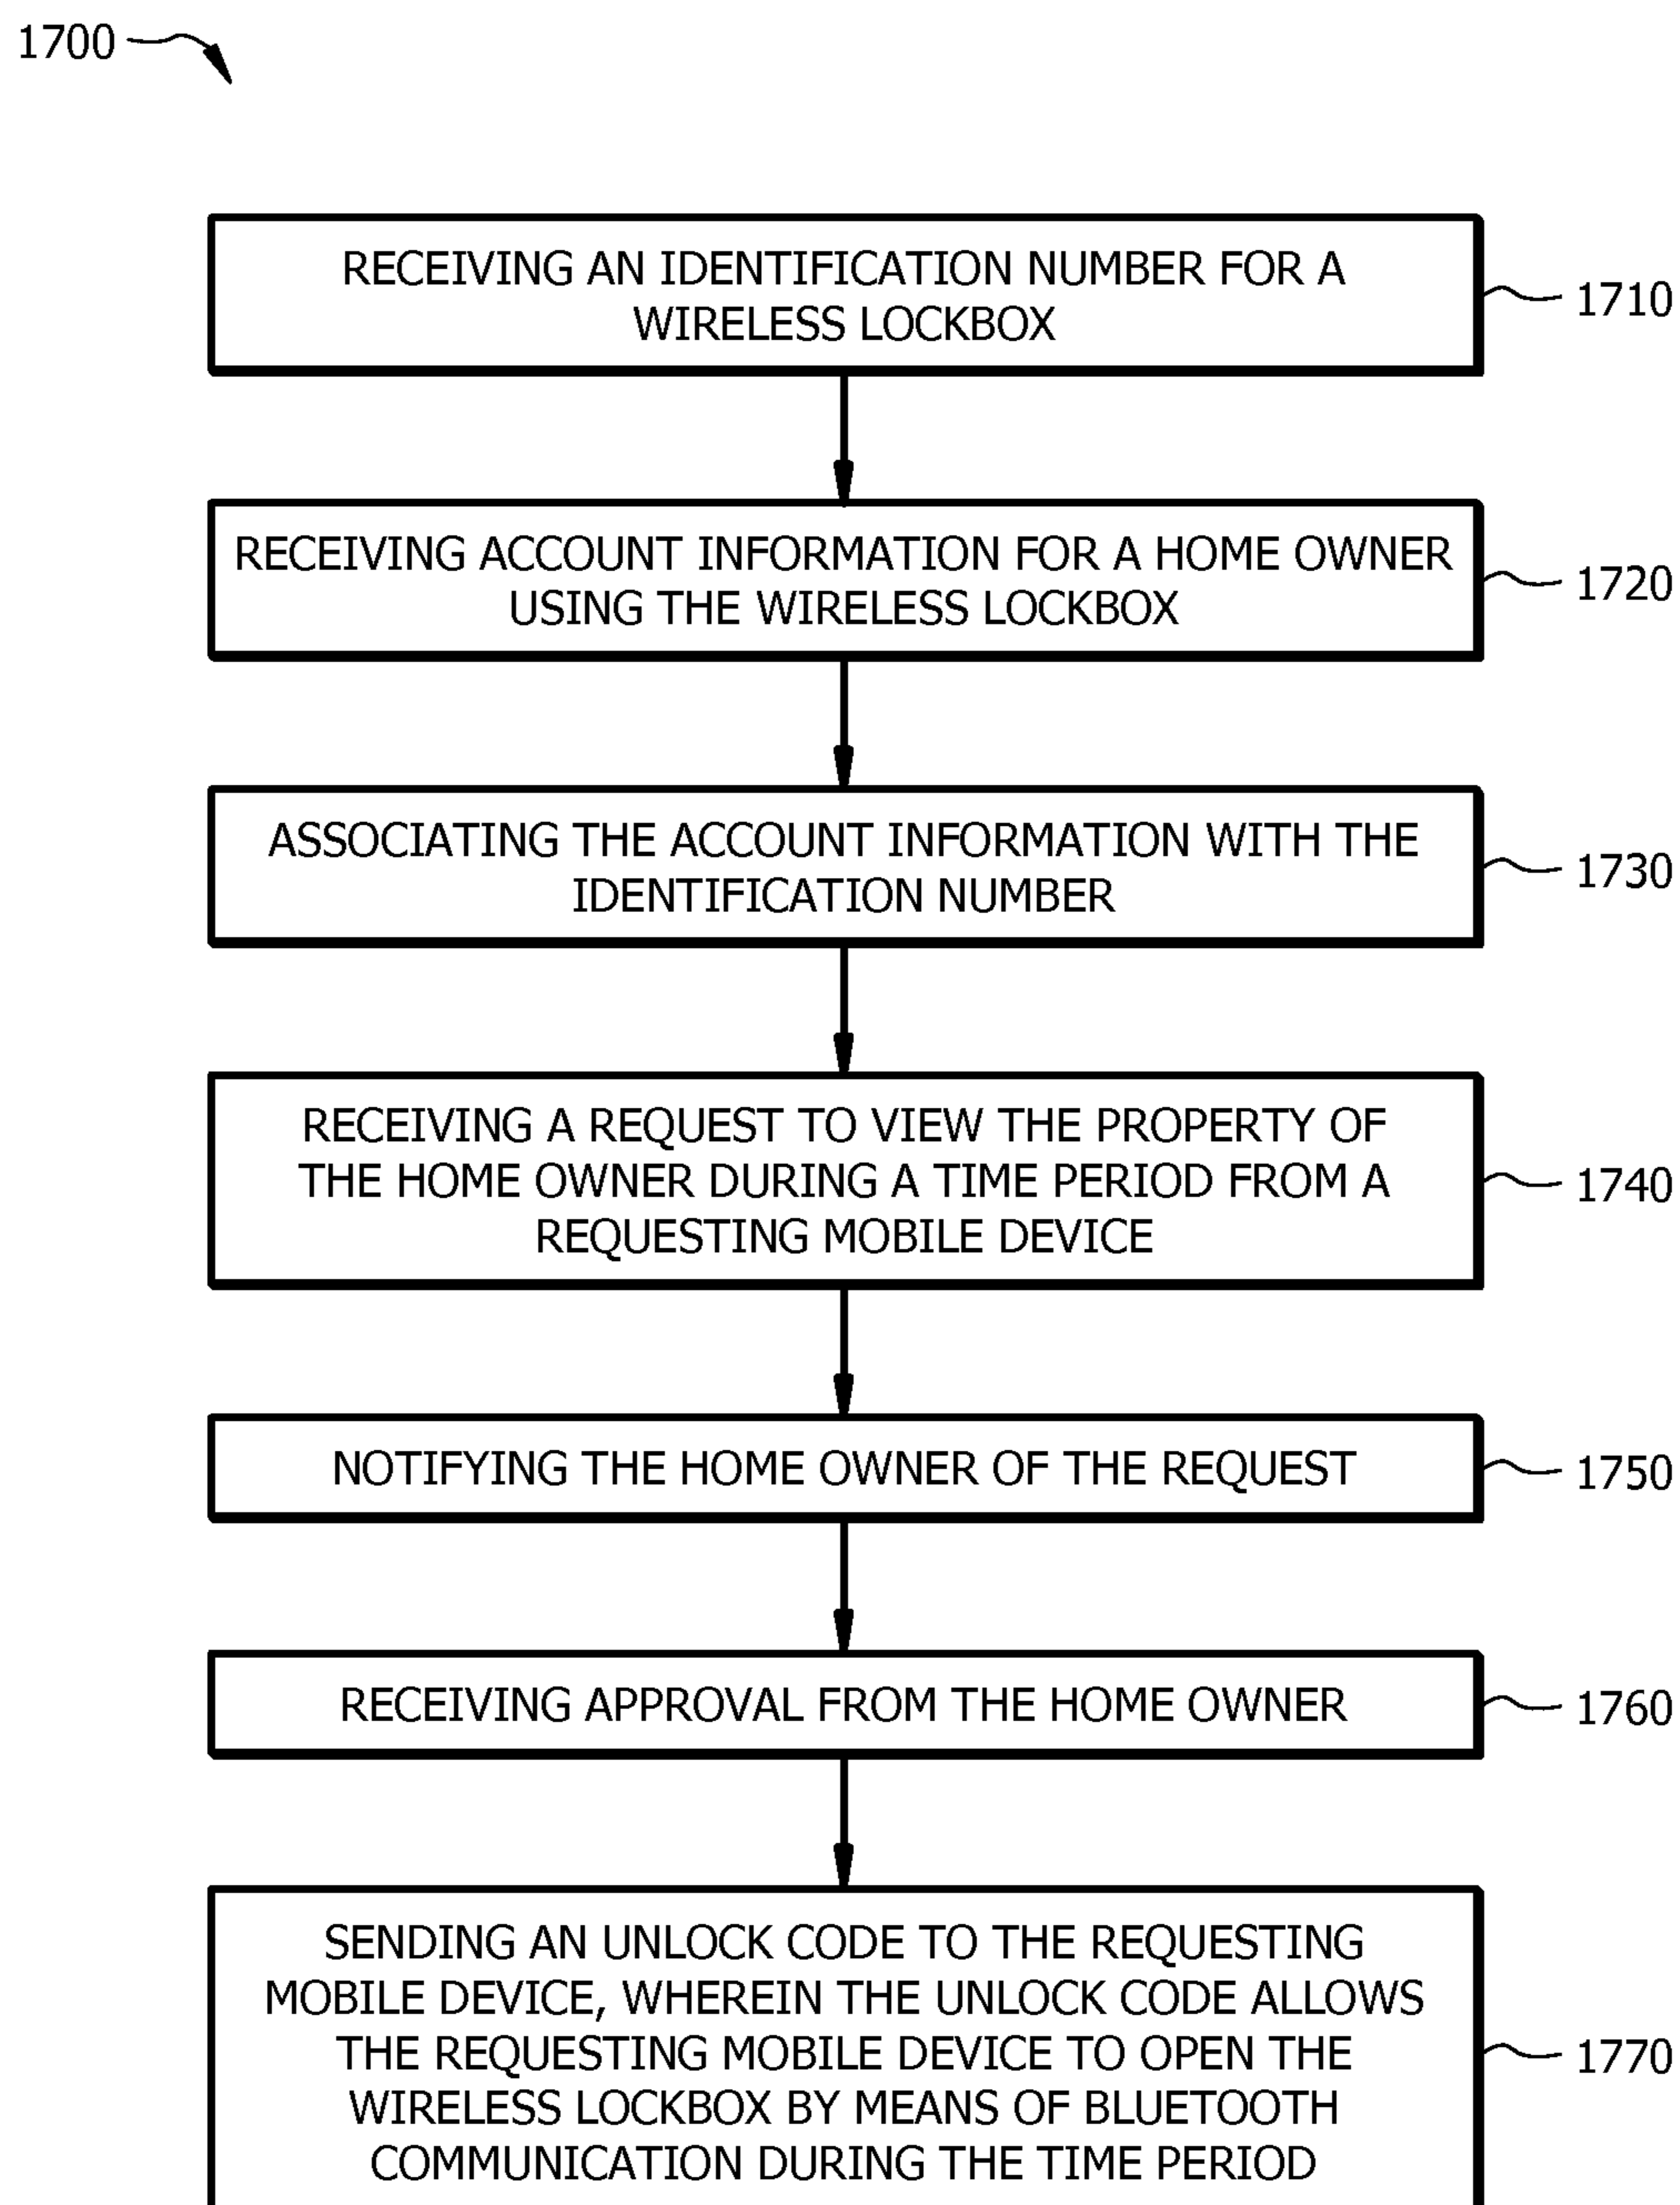 1700
RECEIVING AN IDENTIFICATION NUMBER FOR A
WIRELESS LOCKBOX
1710
RECEIVING ACCOUNT INFORMATION FOR A HOME OWNER
USING THE WIRELESS LOCKBOX
1720
ASSOCIATING THE ACCOUNT INFORMATION WITH THE
IDENTIFICATION NUMBER
1730
RECEIVING A REQUEST TO VIEW THE PROPERTY OF
THE HOME OWNER DURING A TIME PERIOD FROM A
REQUESTING MOBILE DEVICE
1740
NOTIFYING THE HOME OWNER OF THE REQUEST
1750
RECEIVING APPROVAL FROM THE HOME OWNER
1760
SENDING AN UNLOCK CODE TO THE REQUESTING
MOBILE DEVICE, WHEREIN THE UNLOCK CODE ALLOWS
THE REQUESTING MOBILE DEVICE TO OPEN THE
WIRELESS LOCKBOX BY MEANS OF BLUETOOTH
COMMUNICATION DURING THE TIME PERIOD
1770